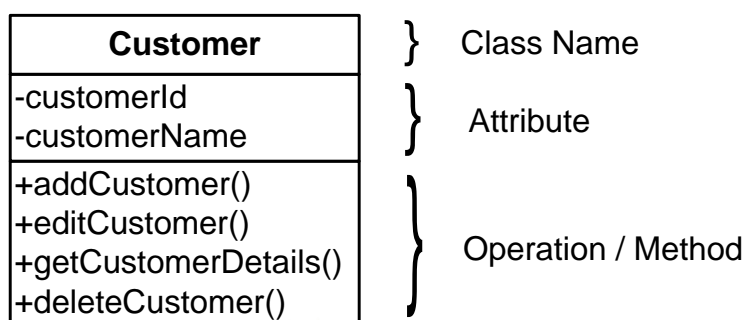 Customer } Class Name
-customerId
-customerName
} Attribute
+addCustomer()
+editCustomer()
+getCustomerDetails()
+deleteCustomer()
} Operation / Method